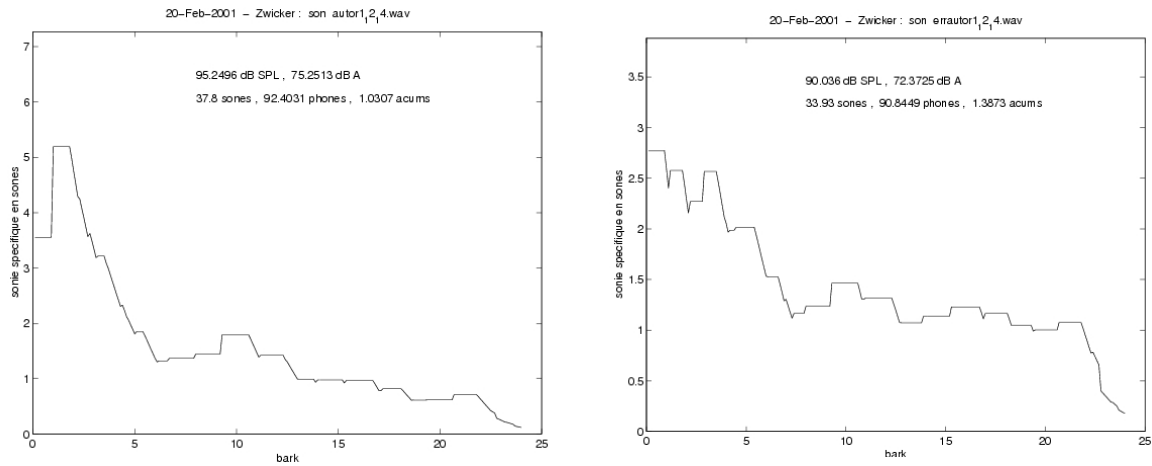 20-Feb-2001 - Zwicker : son autor1₁2₁4.wav
95.2496 dB SPL , 75.2513 dB A
37.8 sones , 92.4031 phones , 1.0307 acums
sonie specifique en sones
7
6
5
4
3
2
1
0
0 5 10 15 20 25
bark
20-Feb-2001 - Zwicker : son errautor1₁2₁4.wav
90.036 dB SPL , 72.3725 dB A
33.93 sones , 90.8449 phones , 1.3873 acums
sonie specifique en sones
3.5
3
2.5
2
1.5
1
0.5
0
0 5 10 15 20 25
bark